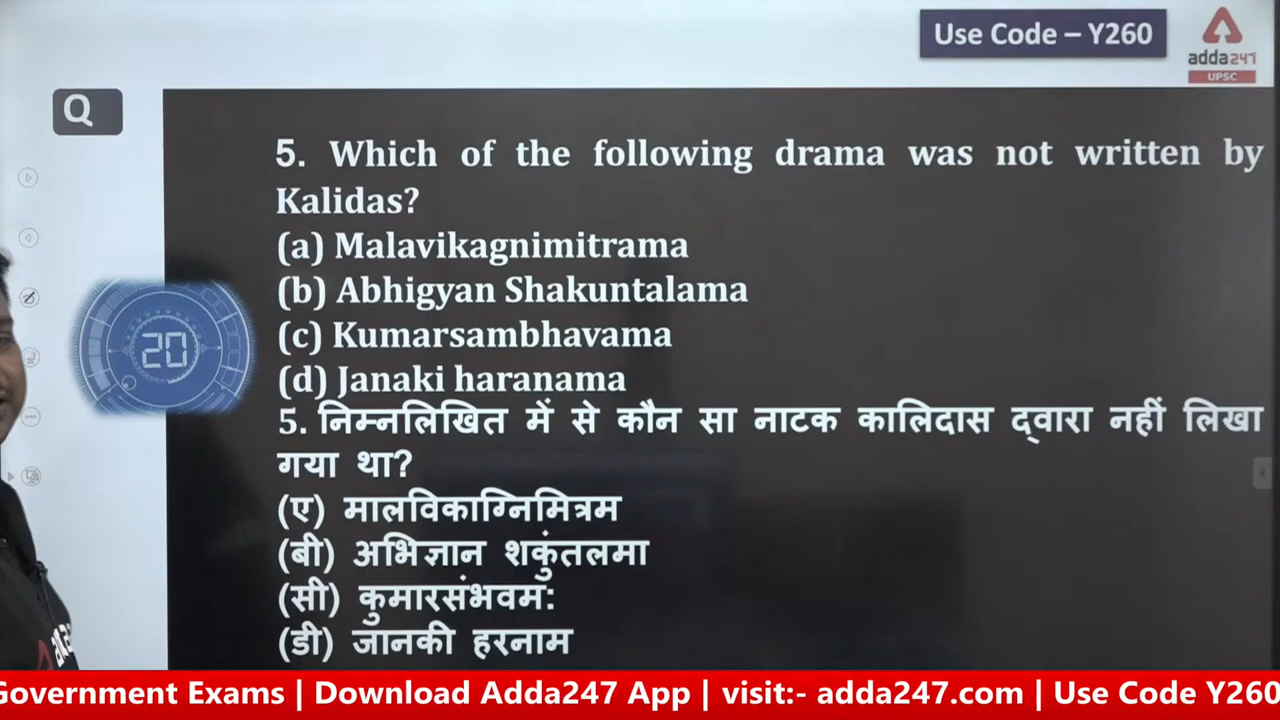 Use Code – Y260
adda247
UPSC
Q
5. Which of the following drama was not written by
Kalidas?
(a) Malavikagnimitrama
(b) Abhigyan Shakuntalama
(c) Kumarsambhavama
(d) Janaki haranama
20
5. निम्नलिखित में से कौन सा नाटक कालिदास द्वारा नहीं लिखा
गया था?
(ए) मालविकाग्निमित्रम
(बी) अभिज्ञान शकुंतलमा
(सी) कुमारसंभवम:
(डी) जानकी हरनाम
Government Exams | Download Adda247 App | visit:- adda247.com | Use Code Y260